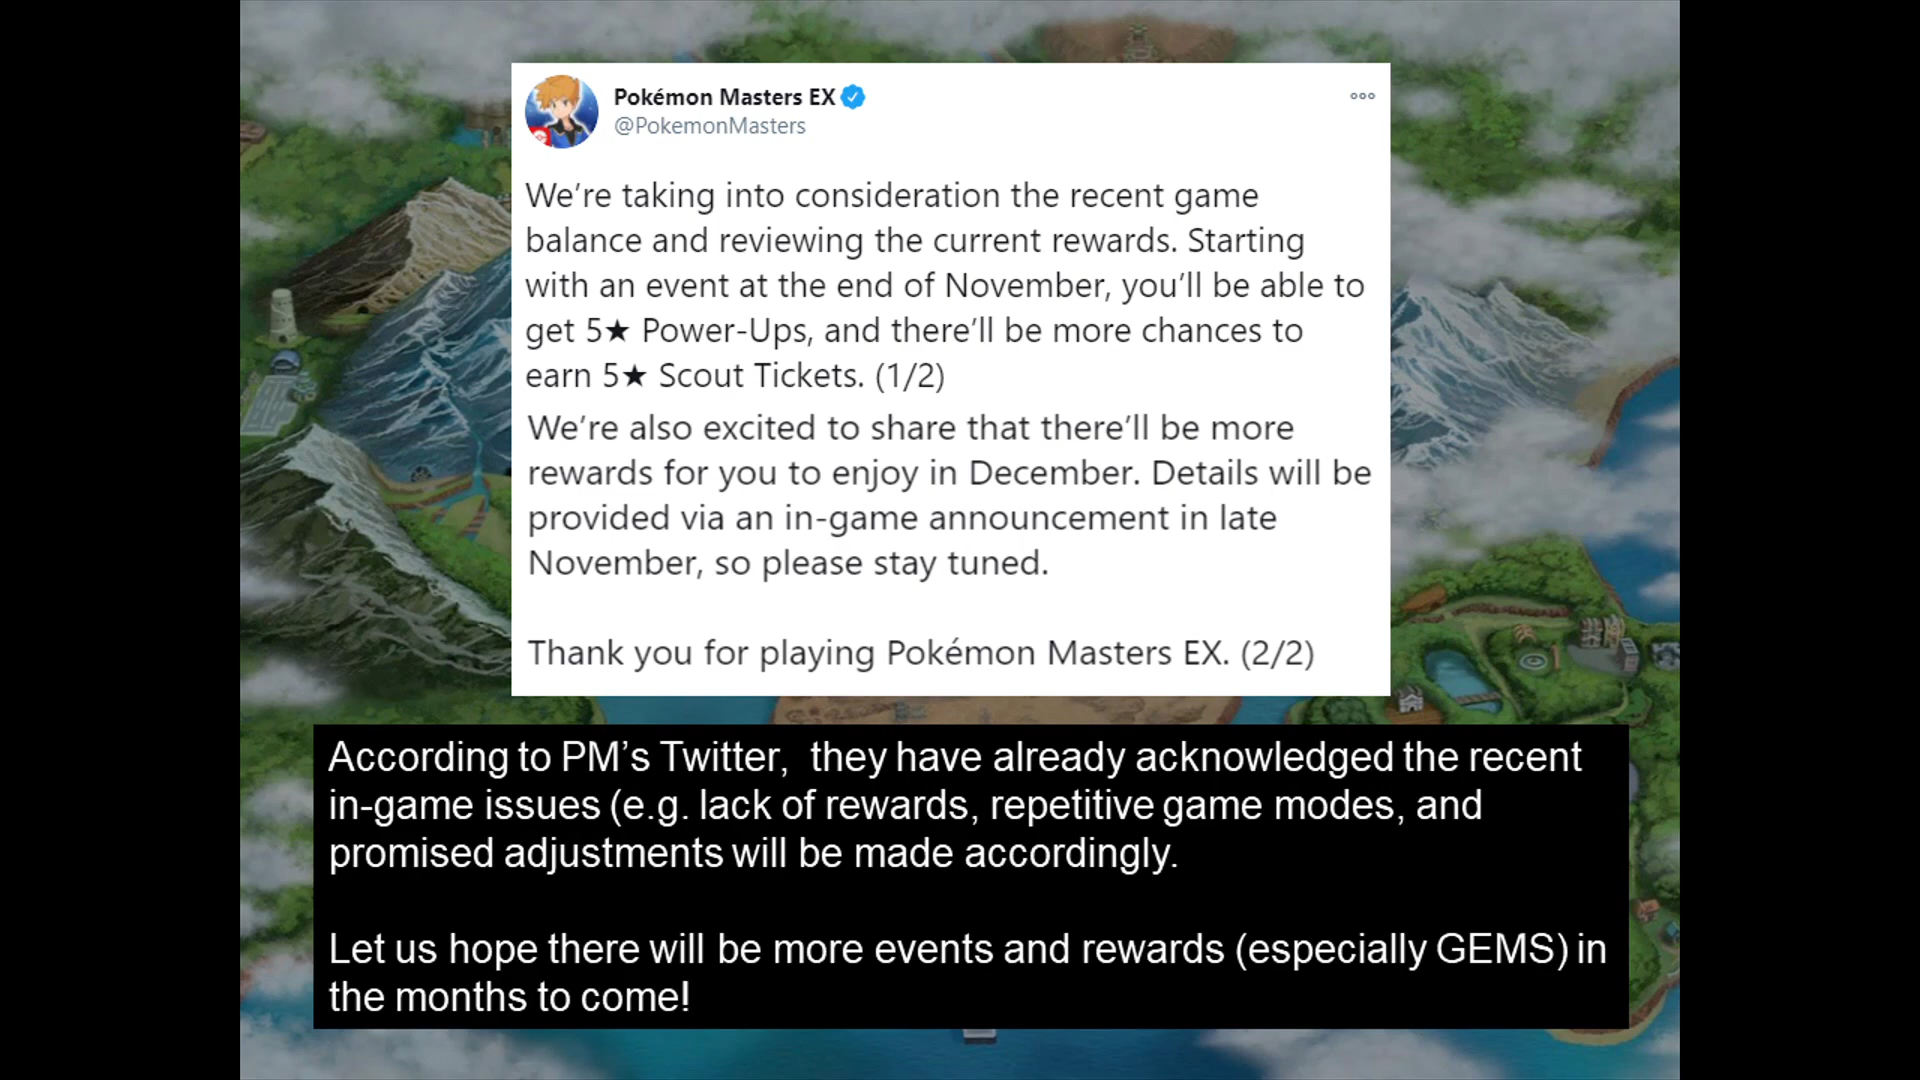 Pokémon Masters EX
@PokemonMasters
We’re taking into consideration the recent game
balance and reviewing the current rewards. Starting
with an event at the end of November, you’ll be able to
get 5★ Power-Ups, and there’ll be more chances to
earn 5★ Scout Tickets. (1/2)
We’re also excited to share that there’ll be more
rewards for you to enjoy in December. Details will be
provided via an in-game announcement in late
November, so please stay tuned.
Thank you for playing Pokémon Masters EX. (2/2)
According to PM’s Twitter,  they have already acknowledged the recent
in-game issues (e.g. lack of rewards, repetitive game modes, and
promised adjustments will be made accordingly.
Let us hope there will be more events and rewards (especially GEMS) in
the months to come!